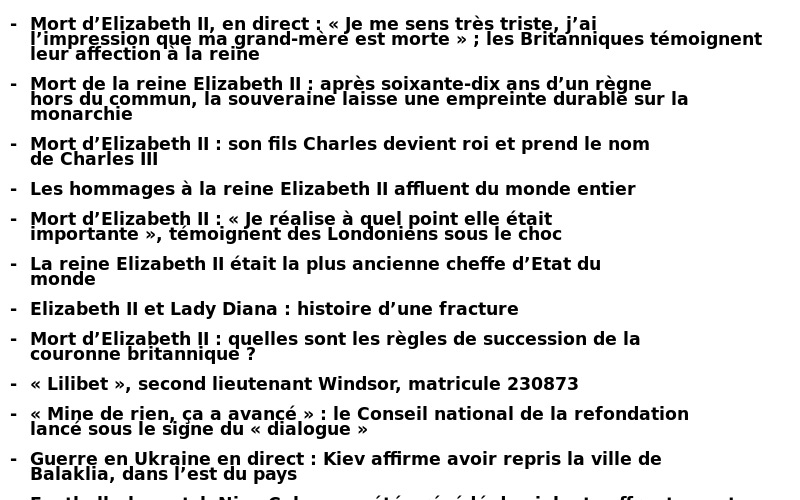 - Mort d’Elizabeth II, en direct : « Je me sens très triste, j’ai
l’impression que ma grand-mère est morte » ; les Britanniques témoignent
leur affection à la reine
- Mort de la reine Elizabeth II : après soixante-dix ans d’un règne
hors du commun, la souveraine laisse une empreinte durable sur la
monarchie
- Mort d’Elizabeth II : son fils Charles devient roi et prend le nom
de Charles III
- Les hommages à la reine Elizabeth II affluent du monde entier
- Mort d’Elizabeth II : « Je réalise à quel point elle était
importante », témoignent des Londoniens sous le choc
- La reine Elizabeth II était la plus ancienne cheffe d’Etat du
monde
- Elizabeth II et Lady Diana : histoire d’une fracture
- Mort d’Elizabeth II : quelles sont les règles de succession de la
couronne britannique ?
- « Lilibet », second lieutenant Windsor, matricule 230873
- « Mine de rien, ça a avancé » : le Conseil national de la refondation
lancé sous le signe du « dialogue »
- Guerre en Ukraine en direct : Kiev affirme avoir repris la ville de
Balaklia, dans l’est du pays